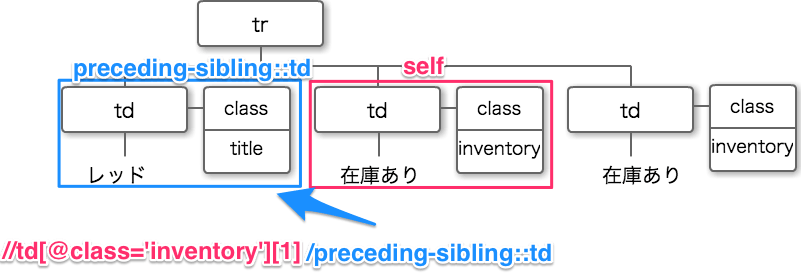 tr
preceding-sibling::td
self
td
class
title
レッド
td
class
inventory
在庫あり
td
class
inventory
在庫あり
//td[@class='inventory'][1]/preceding-sibling::td